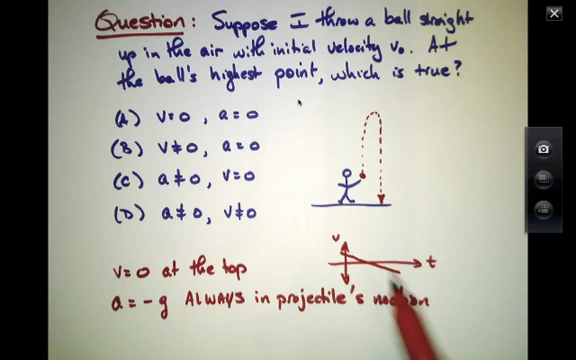 Question: Suppose I throw a ball straight
up in the air with initial velocity v₀. At
the ball's highest point, which is true?
(A) v=0, a=0
(B) v≠0, a=0
(C) a≠0, v=0
(D) a≠0, v≠0
v
t
v=0 at the top
a = -g ALWAYS in projectile's motion